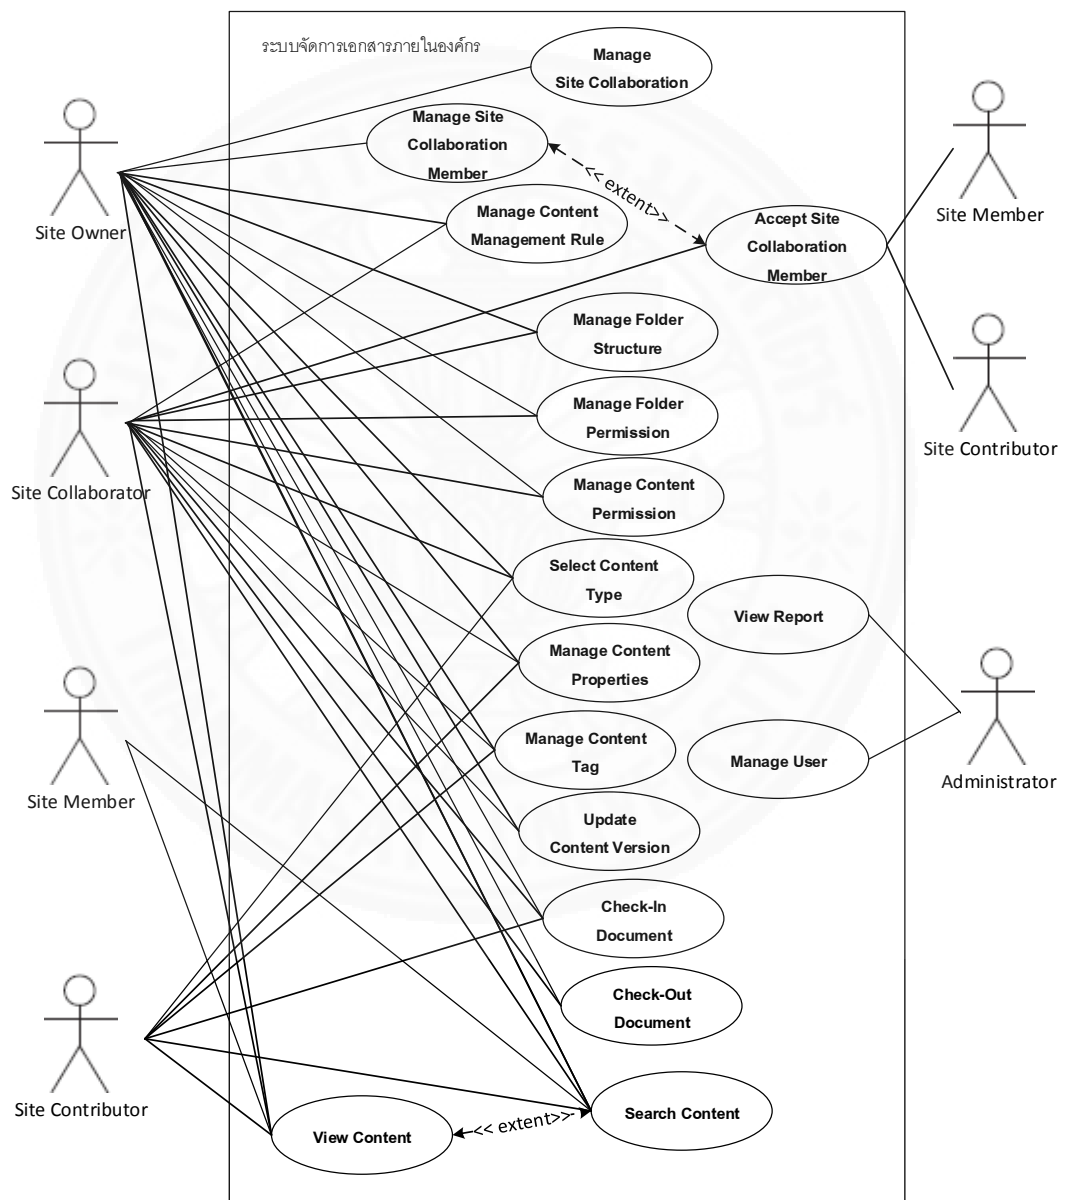 ระบบจัดการเอกสารภายในองค์กร
Manage
Site Collaboration
Manage Site
Collaboration
Member
<< extent>>
Site Owner
Site Member
Manage Content
Management Rule
Accept Site
Collaboration
Member
Manage Folder
Structure
Manage Folder
Permission
Site Collaborator
Site Contributor
Manage Content
Permission
Select Content
Type
View Report
Manage Content
Properties
Manage Content
Tag
Manage User
Site Member
Administrator
Update
Content Version
Check-In
Document
Check-Out
Document
Site Contributor
View Content
<< extent>>
Search Content